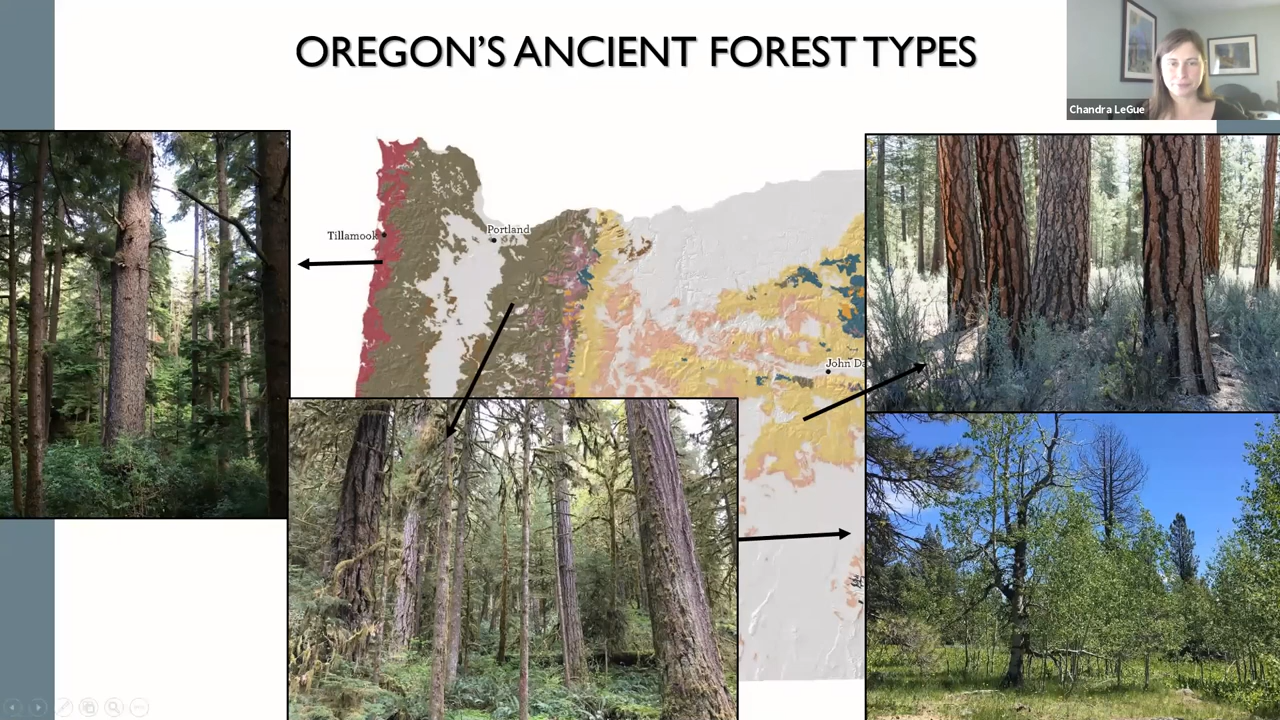 OREGON'S ANCIENT FOREST TYPES
Chandra LeGue
Tillamook
Portland
John Da